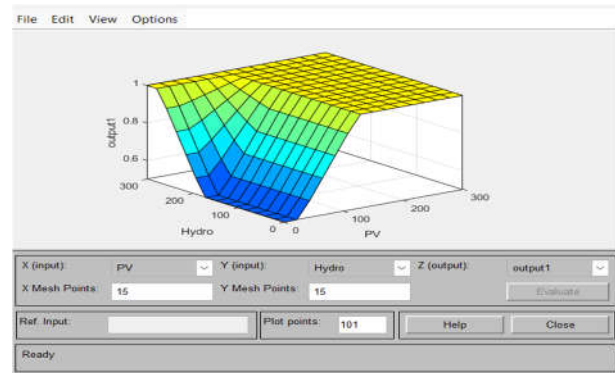 File Edit View Options
1
0.8
0.6
output1
300
200
100
0
Hydro
0
100
200
300
PV
X (input): PV Y (input): Hydro Z (output): output1
X Mesh Points: 15 Y Mesh Points: 15 Evaluate
Ref. Input: Plot points: 101 Help Close
Ready